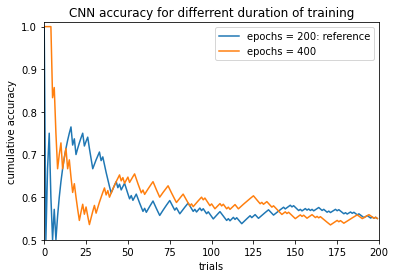 CNN accuracy for differrent duration of training
epochs = 200: reference
epochs = 400
cumulative accuracy
1.0
0.9
0.8
0.7
0.6
0.5
0 25 50 75 100 125 150 175 200
trials